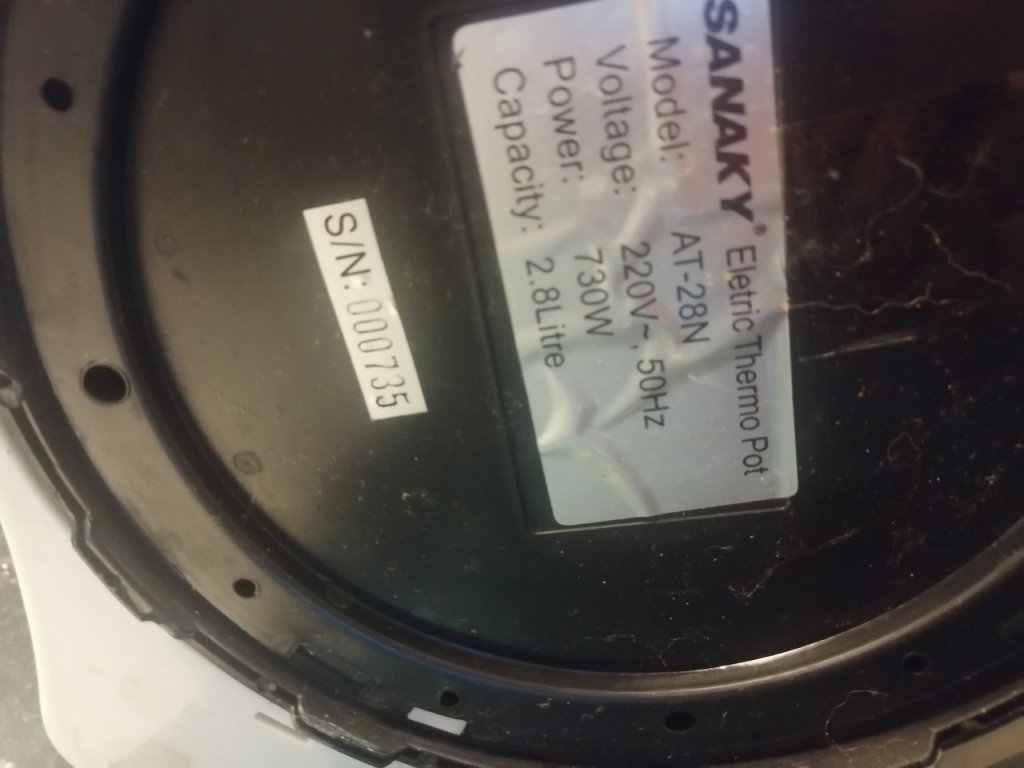 SANAKY® Eletric Thermo Pot
Model: AT-28N
Voltage: 220V~, 50Hz
Power: 730W
Capacity: 2.8Litre
S/N: 000735